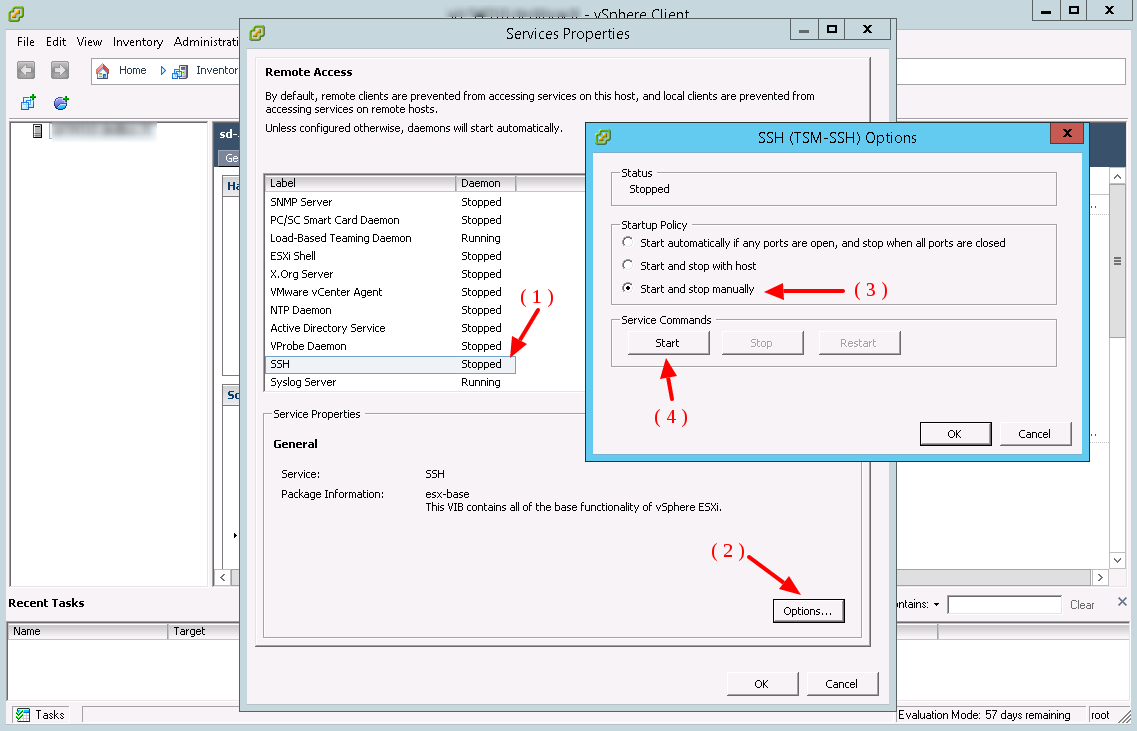 - vSphere Client
File Edit View Inventory Administrati
Home Inventor
sd-.
Ge
Ha
Sc
Services Properties
Remote Access
By default, remote clients are prevented from accessing services on this host, and local clients are prevented from
accessing services on remote hosts.
Unless configured otherwise, daemons will start automatically.
Label Daemon
SNMP Server Stopped
PC/SC Smart Card Daemon Stopped
Load-Based Teaming Daemon Running
ESXi Shell Stopped
X.Org Server Stopped
VMware vCenter Agent Stopped
NTP Daemon Stopped
Active Directory Service Stopped
VProbe Daemon Stopped
SSH Stopped
Syslog Server Running
( 1 )
Service Properties
General
Service: SSH
Package Information: esx-base
This VIB contains all of the base functionality of vSphere ESXi.
( 2 )
Options...
OK Cancel
SSH (TSM-SSH) Options
Status
Stopped
Startup Policy
Start automatically if any ports are open, and stop when all ports are closed
Start and stop with host
Start and stop manually
( 3 )
Service Commands
Start Stop Restart
( 4 )
OK Cancel
Recent Tasks
ntains: Clear
Name Target
Tasks
Evaluation Mode: 57 days remaining root